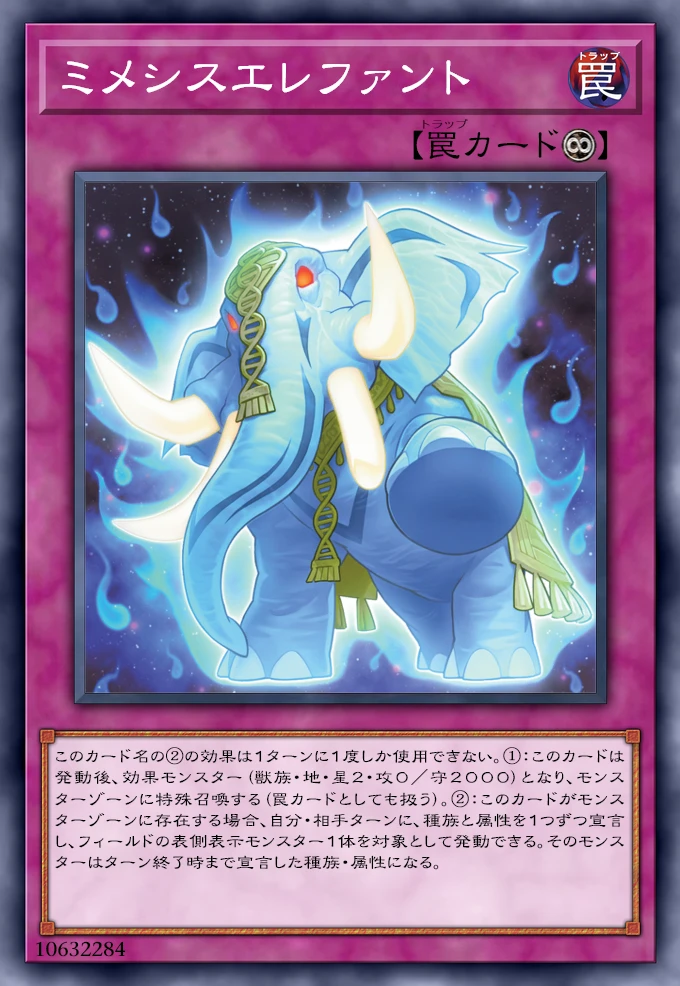 ミメシスエレファント
トラップ
罠
トラップ
【罠カード♾】
このカード名の②の効果は1ターンに1度しか使用できない。①：このカードは
発動後、効果モンスター（獣族・地・星2・攻0／守2000）となり、モンス
ターゾーンに特殊召喚する（罠カードとしても扱う）。②：このカードがモンス
ターゾーンに存在する場合、自分・相手ターンに、種族と属性を1つずつ宣言
し、フィールドの表側表示モンスター1体を対象として発動できる。そのモンス
ターはターン終了時まで宣言した種族・属性になる。
10632284